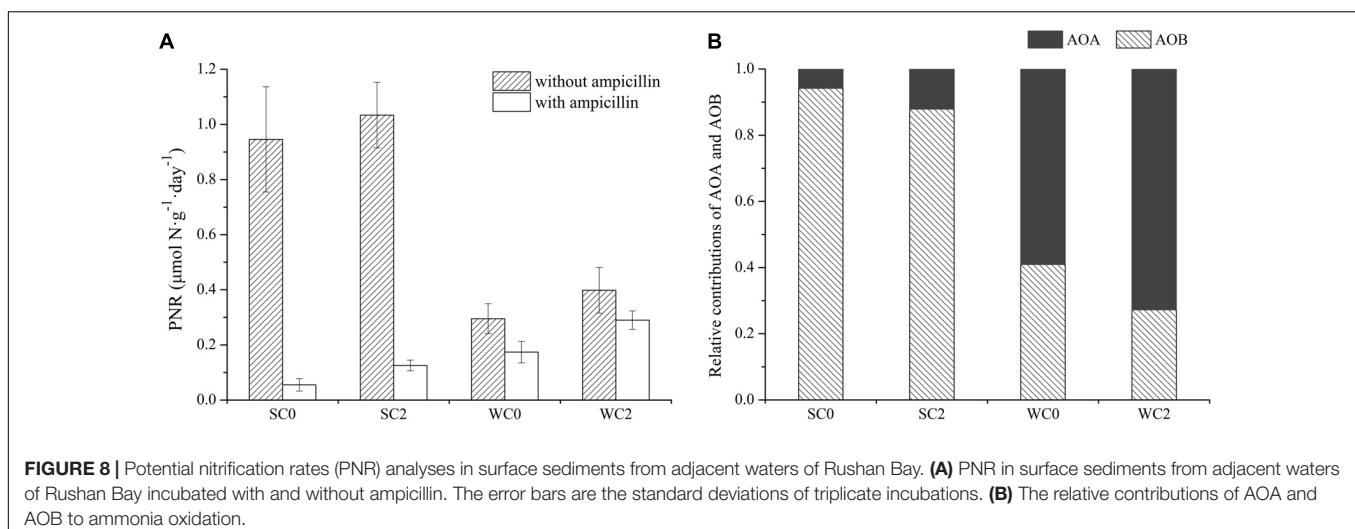 A
B
AOA
AOB
without ampicillin
with ampicillin
PNR (μmol N·g⁻¹·day⁻¹)
1.2
1.0
0.8
0.6
0.4
0.2
0.0
SC0
SC2
WC0
WC2
Relative contributions of AOA and AOB
1.0
0.8
0.6
0.4
0.2
0.0
SC0
SC2
WC0
WC2
FIGURE 8 | Potential nitrification rates (PNR) analyses in surface sediments from adjacent waters of Rushan Bay. (A) PNR in surface sediments from adjacent waters
of Rushan Bay incubated with and without ampicillin. The error bars are the standard deviations of triplicate incubations. (B) The relative contributions of AOA and
AOB to ammonia oxidation.